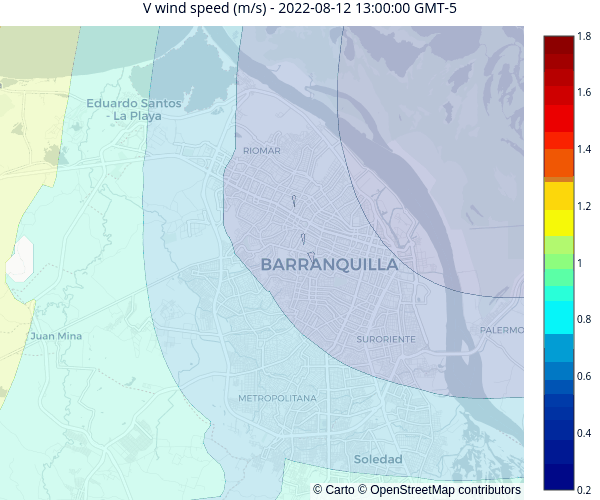 V wind speed (m/s) - 2022-08-12 13:00:00 GMT-5
Eduardo Santos
- La Playa
RIOMAR
BARRANQUILLA
Juan Mina
SURORIENTE
PALERMO
METROPOLITANA
Soledad
© Carto © OpenStreetMap contributors
1.8
1.6
1.4
1.2
1
0.8
0.6
0.4
0.2